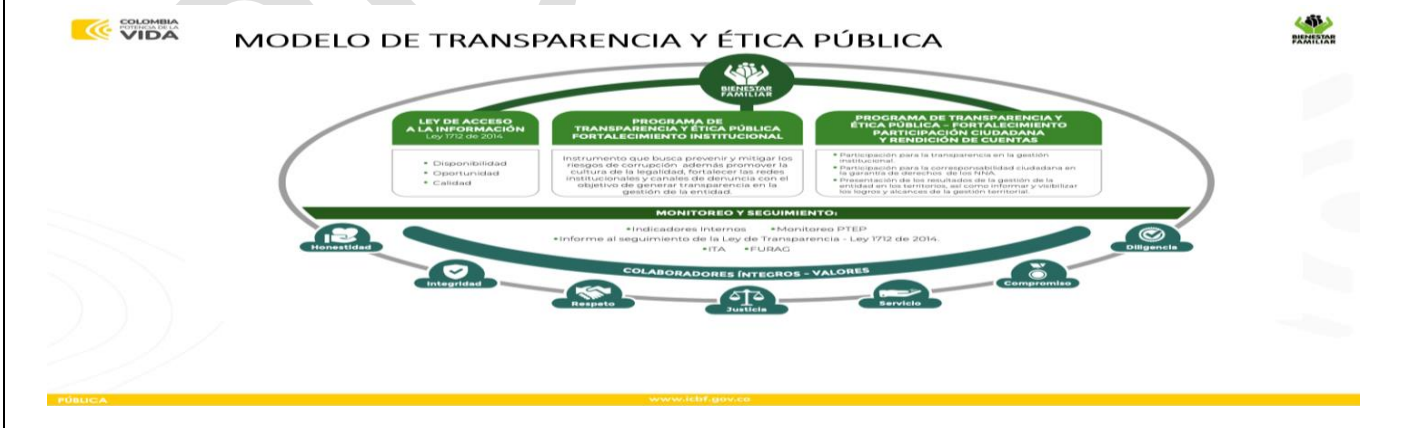 COLOMBIA
POTENCIA DE LA
VIDA
MODELO DE TRANSPARENCIA Y ÉTICA PÚBLICA
BIENESTAR
FAMILIAR
BIENESTAR
FAMILIAR
LEY DE ACCESO
A LA INFORMACIÓN
Ley 1712 de 2014
• Disponibilidad
• Oportunidad
• Calidad
PROGRAMA DE
TRANSPARENCIA Y ÉTICA PÚBLICA
FORTALECIMIENTO INSTITUCIONAL
Instrumento que busca prevenir y mitigar los
riesgos de corrupción además promover la
cultura de la legalidad, fortalecer las redes
institucionales y canales de denuncia con el
objetivo de generar transparencia en la
gestión de la entidad.
PROGRAMA DE TRANSPARENCIA Y
ÉTICA PÚBLICA – FORTALECIMIENTO
PARTICIPACIÓN CIUDADANA
Y RENDICIÓN DE CUENTAS
• Participación para la transparencia en la gestión
institucional.
• Participación para la corresponsabilidad ciudadana en
la garantía de derechos de los NNA.
• Presentación de los resultados de la gestión de la
entidad en los territorios, así como informar y visibilizar
los logros y alcances de la gestión territorial.
MONITOREO Y SEGUIMIENTO:
•Indicadores Internos •Monitoreo PTEP
•Informe al seguimiento de la Ley de Transparencia - Ley 1712 de 2014.
•ITA •FURAG
COLABORADORES ÍNTEGROS – VALORES
Honestidad
Integridad
Respeto
Justicia
Servicio
Compromiso
Diligencia
PÚBLICA
www.icbf.gov.co